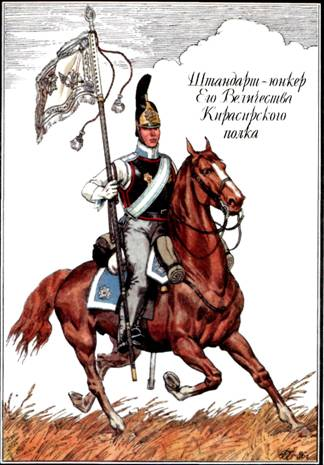 Штандарт-юнкер
Его Величества
Кирасирского
полка